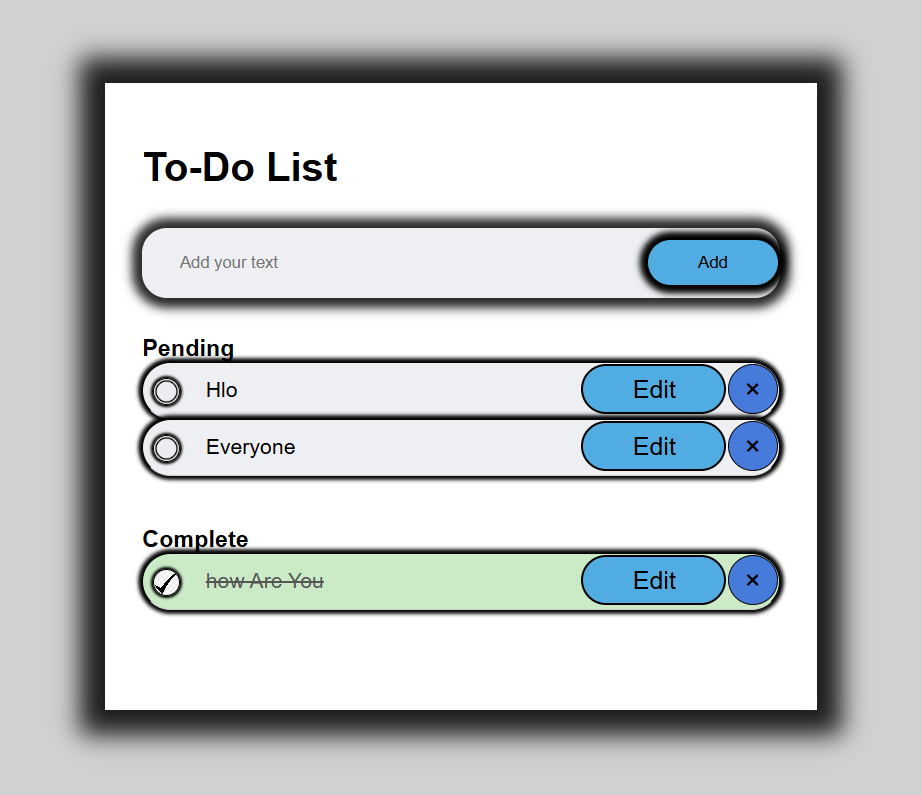 To-Do List
Add your text Add
Pending
Hlo Edit ×
Everyone Edit ×
Complete
how Are You Edit ×